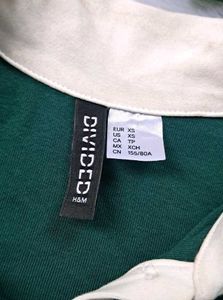 DIVIDED
H&M
EUR XS
US XS
CA TP
MX XCH
CN 155/80A